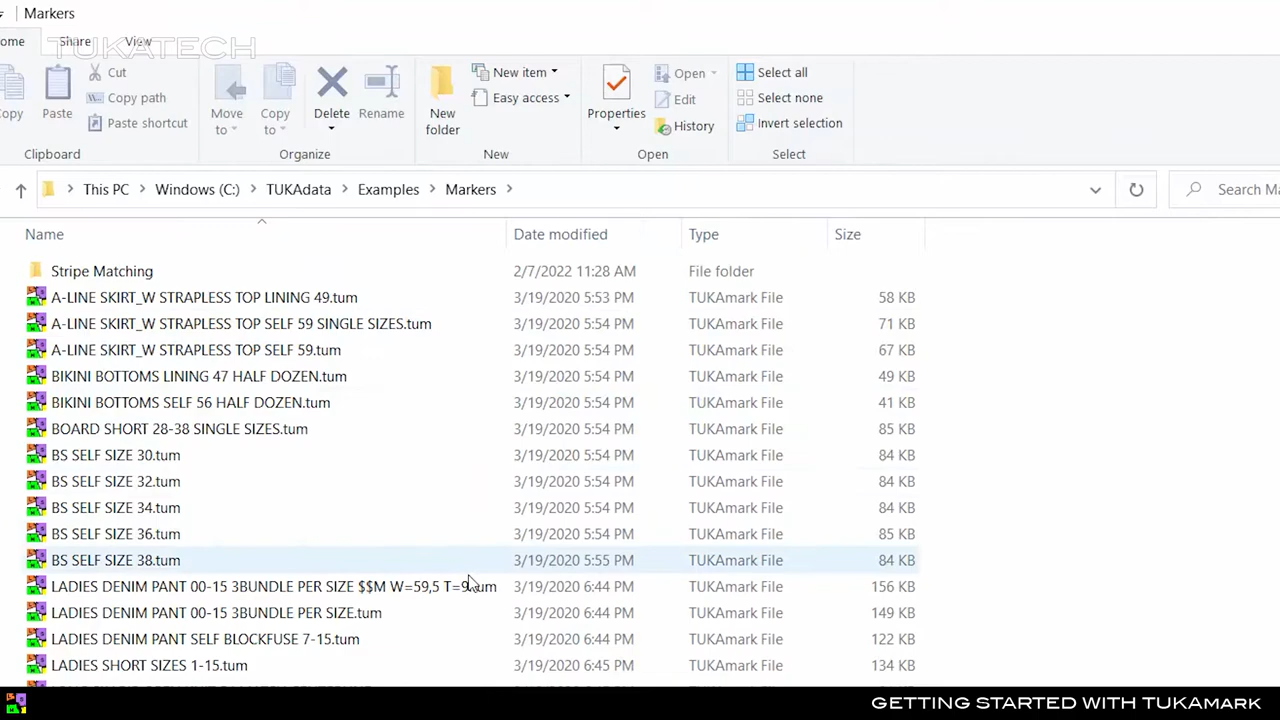 Markers
ome Share View
TUKATECH
Cut
Copy path
Paste shortcut
opy Paste
Clipboard
Move to
Copy to
Delete
Rename
Organize
New folder
New item
Easy access
New
Properties
Open
Edit
History
Open
Select all
Select none
Invert selection
Select
This PC > Windows (C:) > TUKAdata > Examples > Markers >
Search Ma
Name Date modified Type Size
Stripe Matching 2/7/2022 11:28 AM File folder
A-LINE SKIRT_W STRAPLESS TOP LINING 49.tum 3/19/2020 5:53 PM TUKAmark File 58 KB
A-LINE SKIRT_W STRAPLESS TOP SELF 59 SINGLE SIZES.tum 3/19/2020 5:54 PM TUKAmark File 71 KB
A-LINE SKIRT_W STRAPLESS TOP SELF 59.tum 3/19/2020 5:54 PM TUKAmark File 67 KB
BIKINI BOTTOMS LINING 47 HALF DOZEN.tum 3/19/2020 5:54 PM TUKAmark File 49 KB
BIKINI BOTTOMS SELF 56 HALF DOZEN.tum 3/19/2020 5:54 PM TUKAmark File 41 KB
BOARD SHORT 28-38 SINGLE SIZES.tum 3/19/2020 5:54 PM TUKAmark File 85 KB
BS SELF SIZE 30.tum 3/19/2020 5:54 PM TUKAmark File 84 KB
BS SELF SIZE 32.tum 3/19/2020 5:54 PM TUKAmark File 84 KB
BS SELF SIZE 34.tum 3/19/2020 5:54 PM TUKAmark File 84 KB
BS SELF SIZE 36.tum 3/19/2020 5:54 PM TUKAmark File 85 KB
BS SELF SIZE 38.tum 3/19/2020 5:55 PM TUKAmark File 84 KB
LADIES DENIM PANT 00-15 3BUNDLE PER SIZE $$M W=59,5 T=9 um 3/19/2020 6:44 PM TUKAmark File 156 KB
LADIES DENIM PANT 00-15 3BUNDLE PER SIZE.tum 3/19/2020 6:44 PM TUKAmark File 149 KB
LADIES DENIM PANT SELF BLOCKFUSE 7-15.tum 3/19/2020 6:44 PM TUKAmark File 122 KB
LADIES SHORT SIZES 1-15.tum 3/19/2020 6:45 PM TUKAmark File 134 KB
GETTING STARTED WITH TUKAMARK